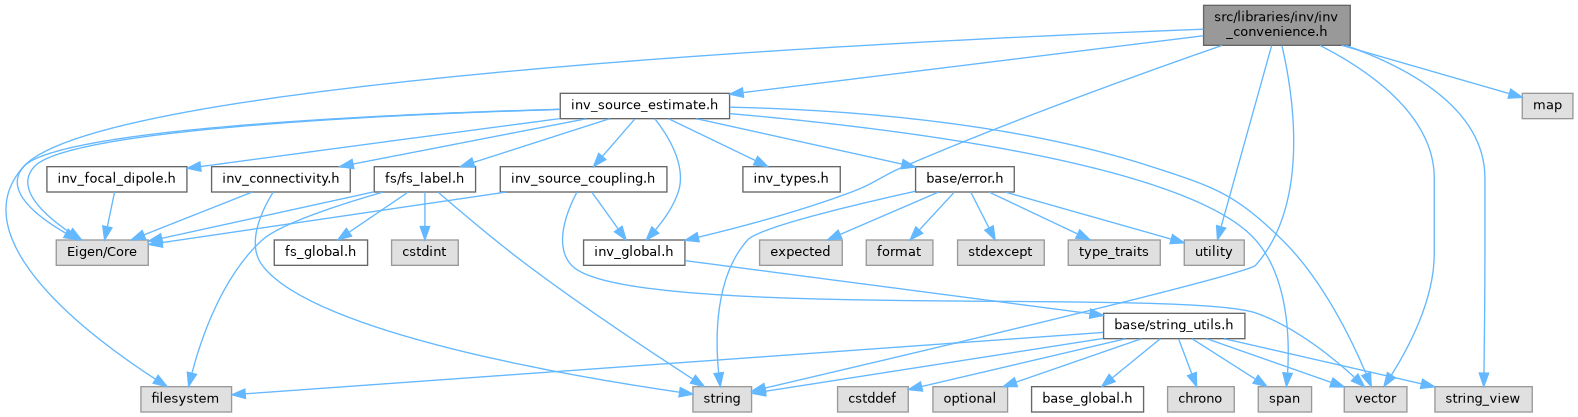 src/libraries/inv/inv
_convenience.h
inv_source_estimate.h
map
inv_focal_dipole.h
inv_connectivity.h
fs/fs_label.h
inv_source_coupling.h
inv_types.h
base/error.h
Eigen/Core
fs_global.h
cstdint
inv_global.h
expected
format
stdexcept
type_traits
utility
base/string_utils.h
filesystem
string
cstddef
optional
base_global.h
chrono
span
vector
string_view